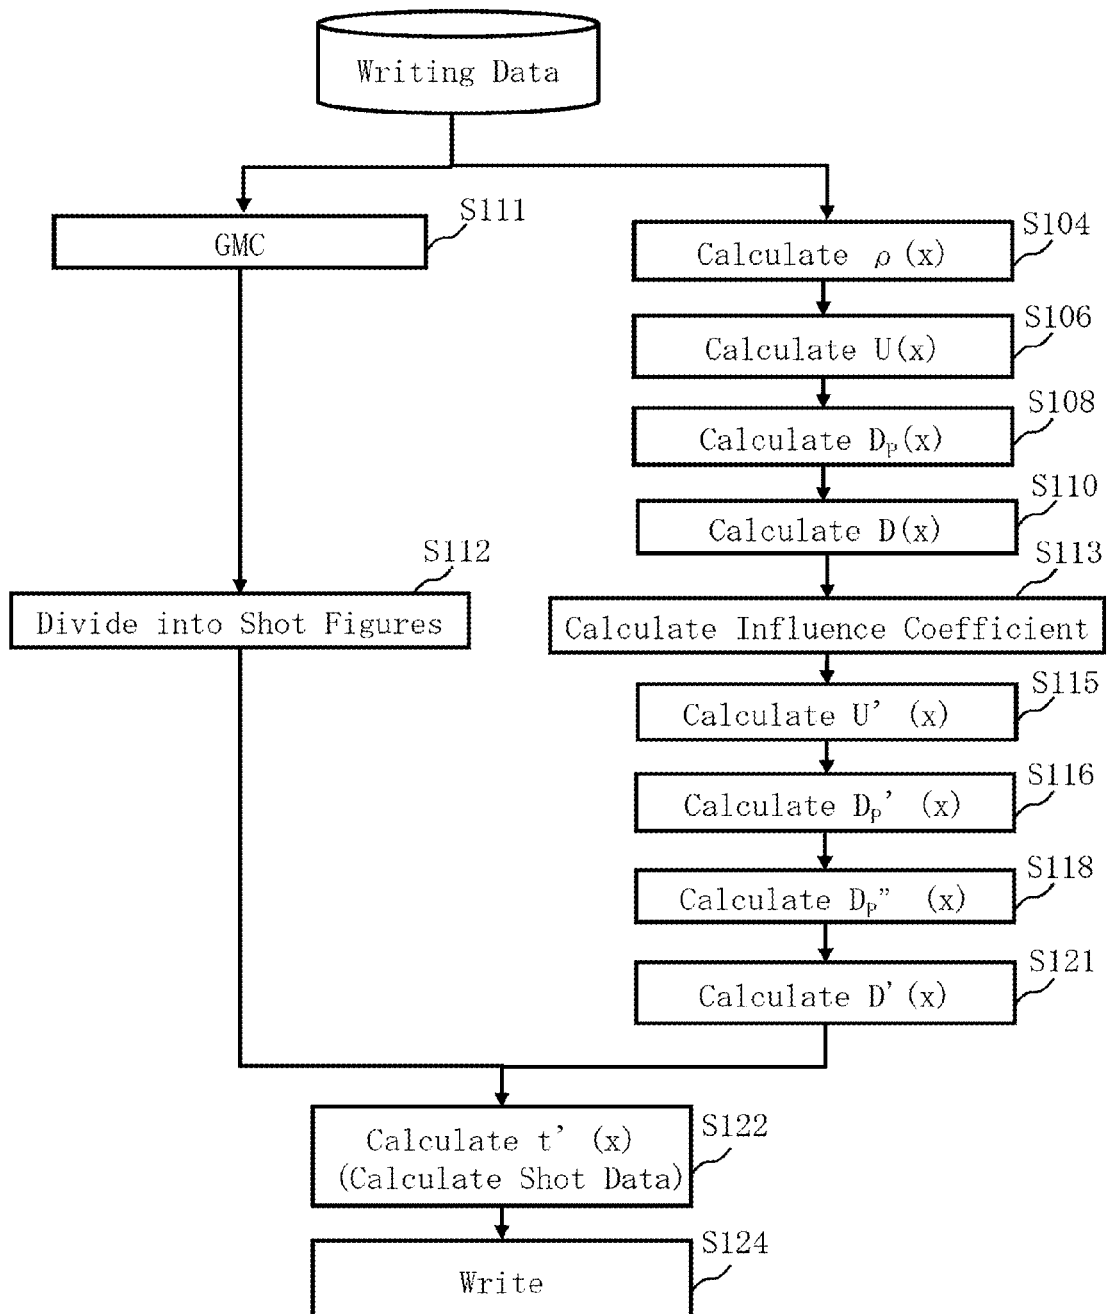 Writing Data
S111
GMC
S104
Calculate ρ(x)
S106
Calculate U(x)
S108
Calculate Dₚ(x)
S110
Calculate D(x)
S112
Divide into Shot Figures
S113
Calculate Influence Coefficient
S115
Calculate U' (x)
S116
Calculate Dₚ' (x)
S118
Calculate Dₚ" (x)
S121
Calculate D'(x)
S122
Calculate t' (x)
(Calculate Shot Data)
S124
Write